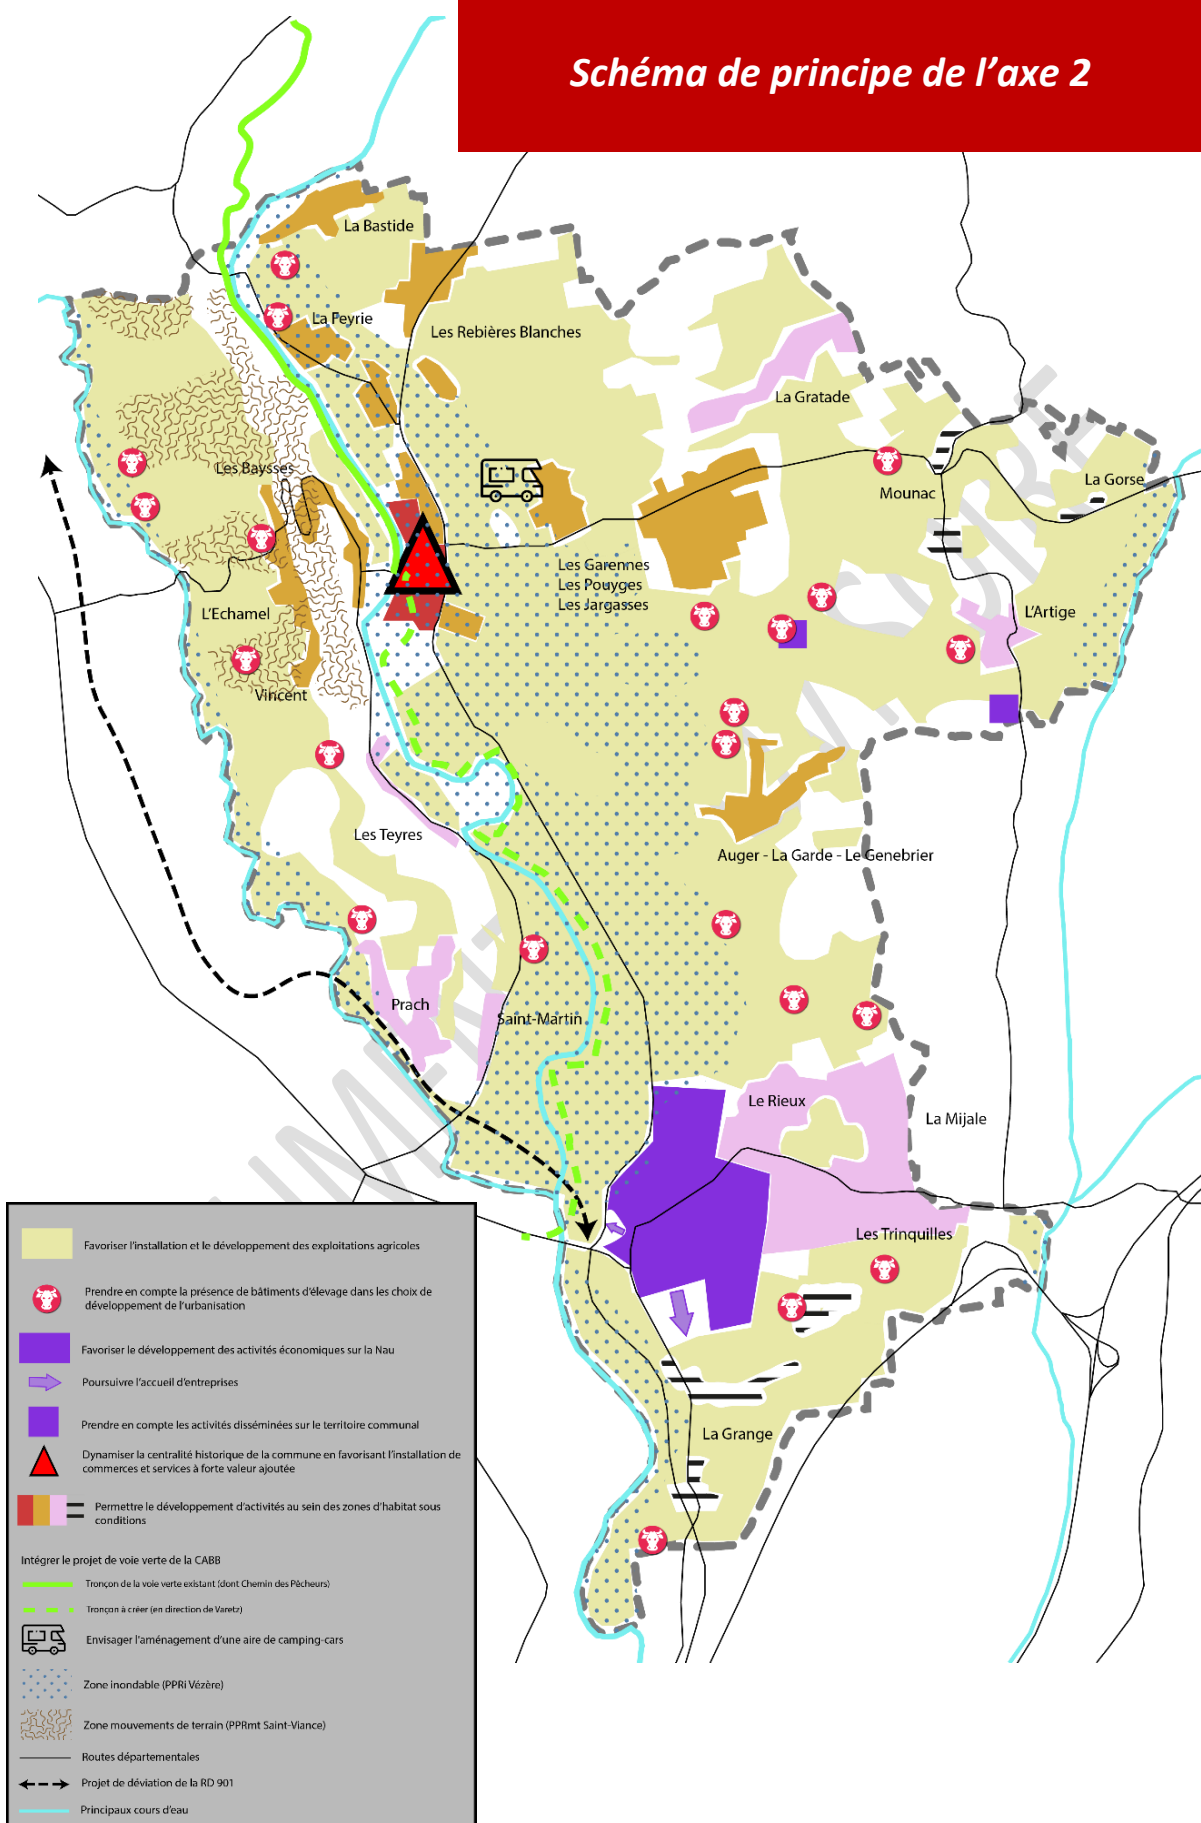 Schéma de principe de l’axe 2
La Bastide
La Peyrie
Les Rebières Blanches
La Gratade
Les Baysses
Mounac
La Gorse
Les Garennes
Les Pouyges
Les Jargasses
L'Echamel
L'Artige
Vincent
Les Teyres
Auger - La Garde - Le Genebrier
Prach
Saint-Martin
Le Rieux
La Mijale
Les Trinquilles
La Grange
Favoriser l'installation et le développement des exploitations agricoles
Prendre en compte la présence de bâtiments d'élevage dans les choix de
développement de l'urbanisation
Favoriser le développement des activités économiques sur la Nau
Poursuivre l'accueil d'entreprises
Prendre en compte les activités disséminées sur le territoire communal
Dynamiser la centralité historique de la commune en favorisant l'installation de
commerces et services à forte valeur ajoutée
Permettre le développement d'activités au sein des zones d'habitat sous
conditions
Intégrer le projet de voie verte de la CABB
Tronçon de la voie verte existant (dont Chemin des Pêcheurs)
Tronçon à créer (en direction de Varetz)
Envisager l'aménagement d'une aire de camping-cars
Zone inondable (PPRi Vézère)
Zone mouvements de terrain (PPRmt Saint-Viance)
Routes départementales
Projet de déviation de la RD 901
Principaux cours d'eau